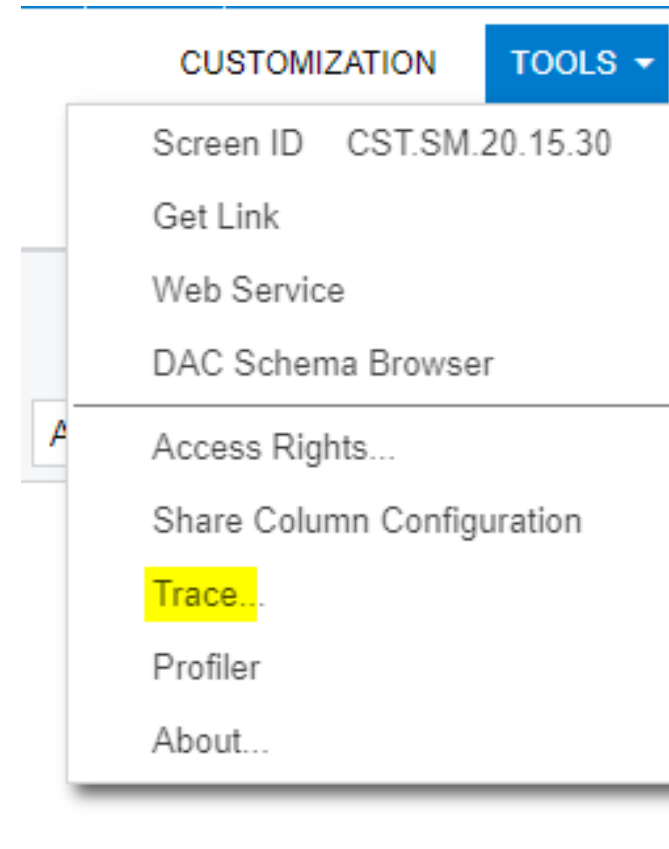 CUSTOMIZATION TOOLS
Screen ID CST.SM.20.15.30
Get Link
Web Service
DAC Schema Browser
A
Access Rights...
Share Column Configuration
Trace...
Profiler
About...